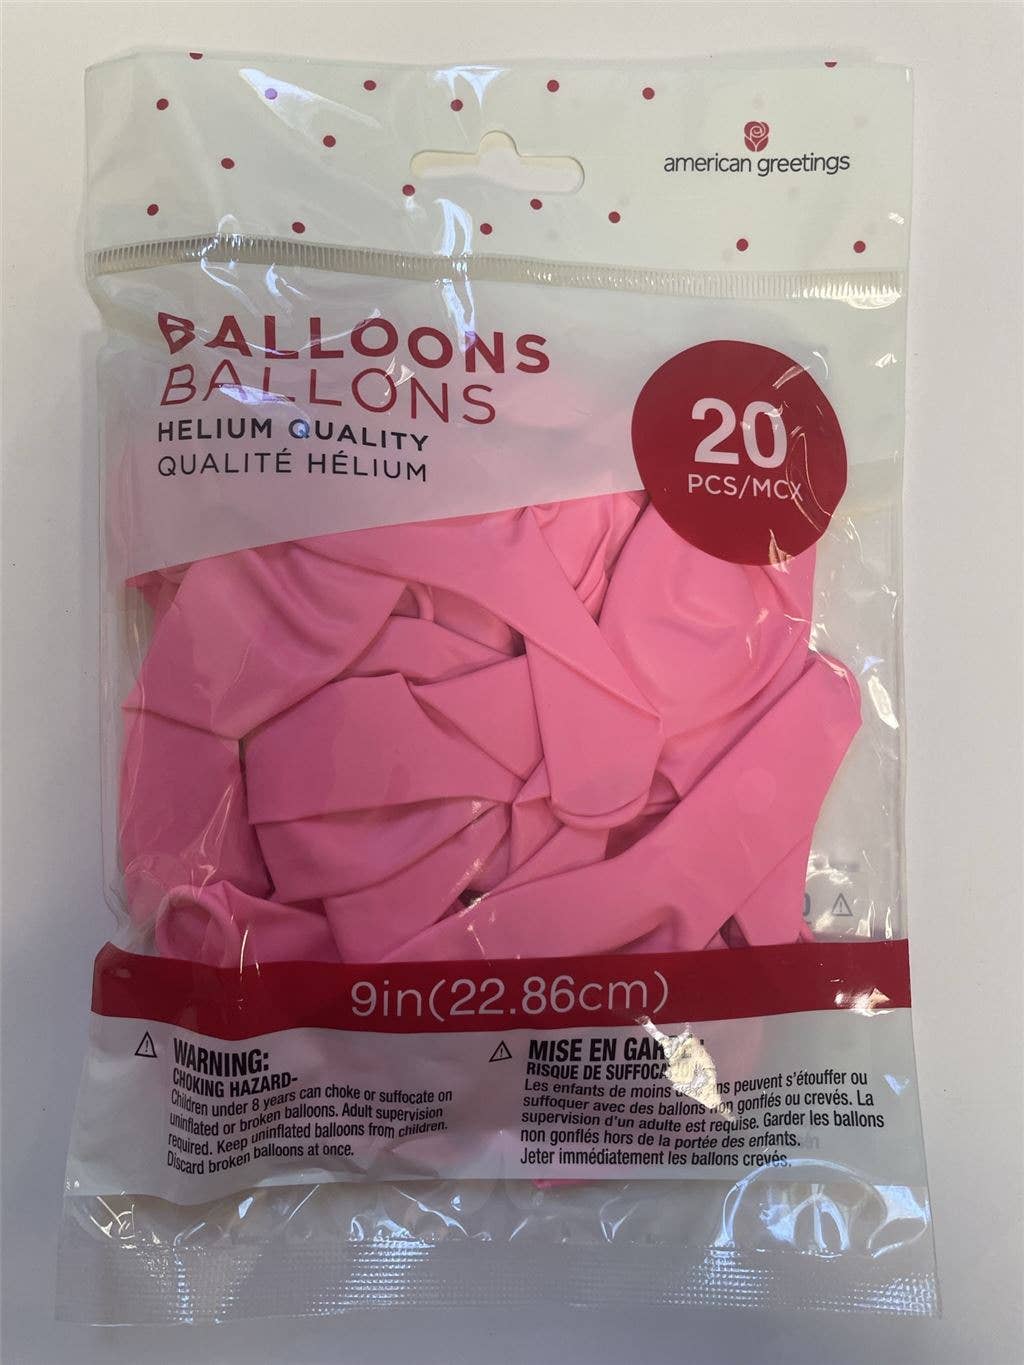 american greetings
BALLOONS
BALLONS
HELIUM QUALITY
QUALITÉ HÉLIUM
20
PCS/MCX
9in(22.86cm)
WARNING:
CHOKING HAZARD-
Children under 8 years can choke or suffocate on
uninflated or broken balloons. Adult supervision
required. Keep uninflated balloons from children.
Discard broken balloons at once.
MISE EN GARDE :
RISQUE DE SUFFOCATION
Les enfants de moins ans peuvent s'étouffer ou
suffoquer avec des ballons non gonflés ou crevés. La
supervision d'un adulte est requise. Garder les ballons
non gonflés hors de la portée des enfants.
Jeter immédiatement les ballons crevés.